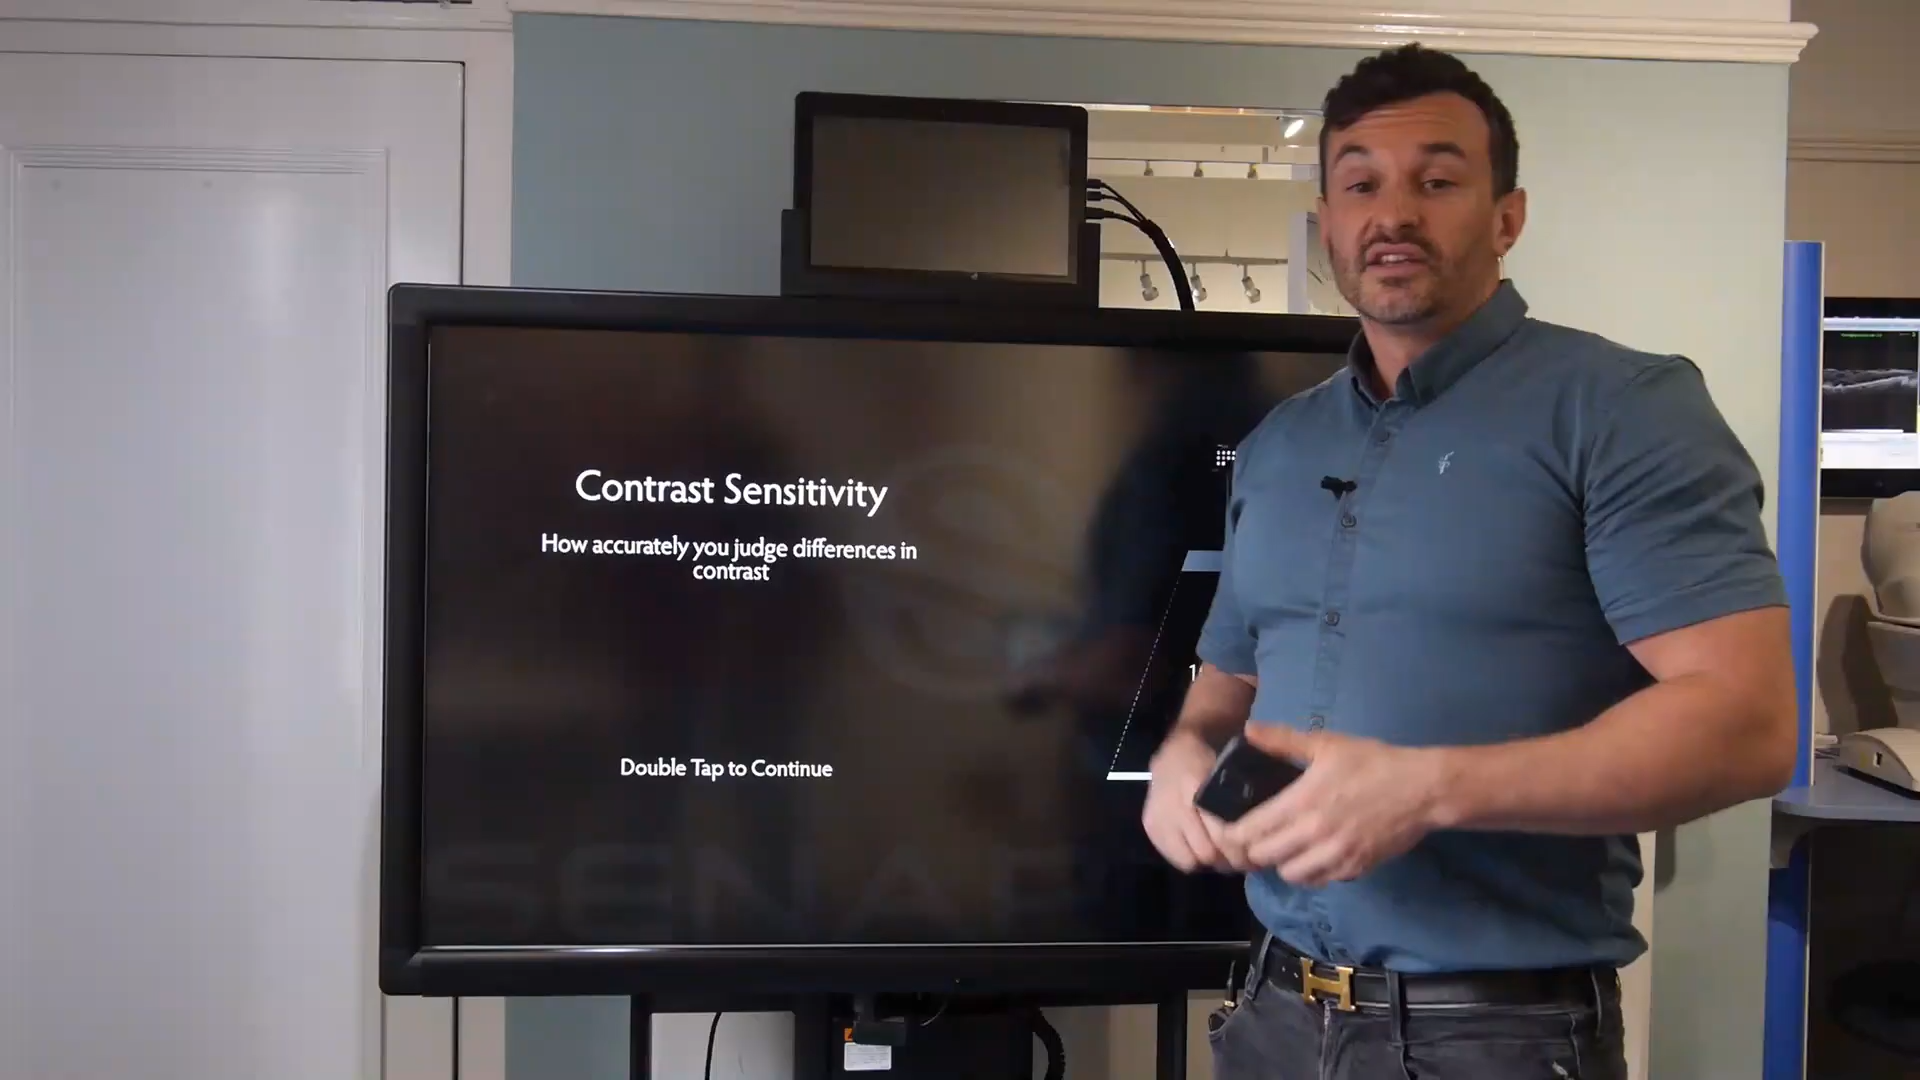 Contrast Sensitivity
How accurately you judge differences in
contrast
Double Tap to Continue